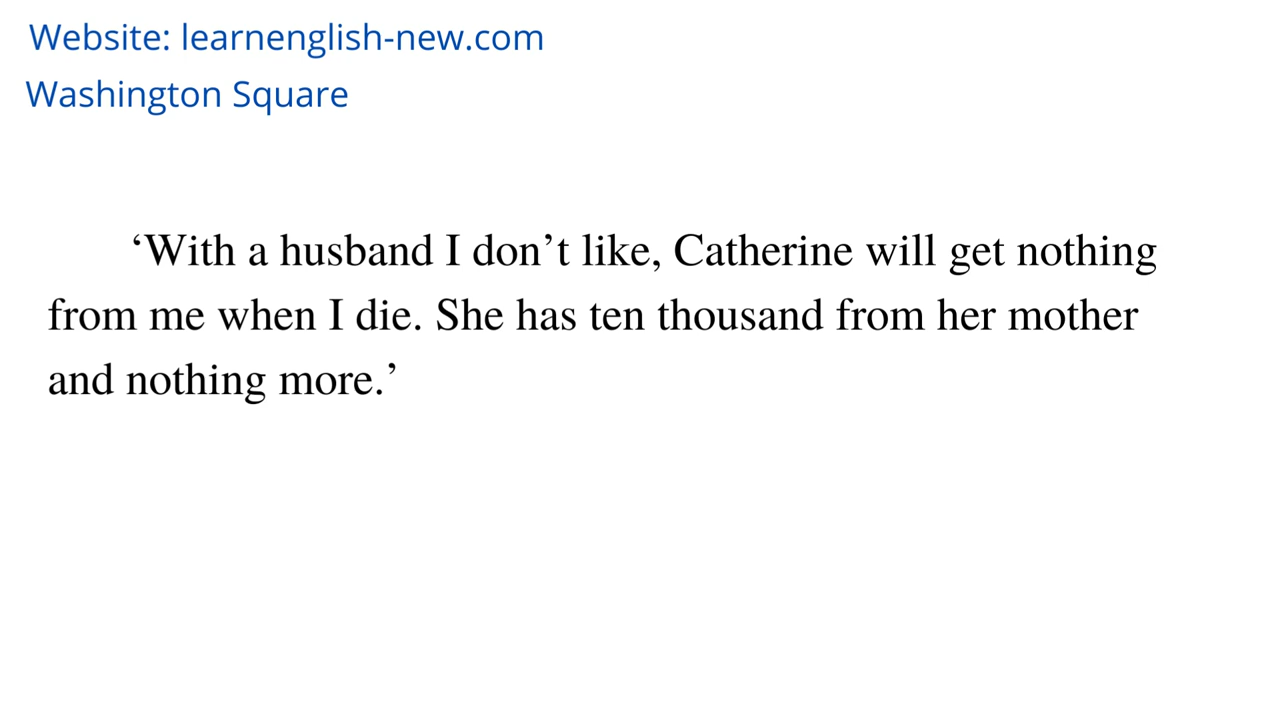 Website: learnenglish-new.com
Washington Square
‘With a husband I don’t like, Catherine will get nothing
from me when I die. She has ten thousand from her mother
and nothing more.’